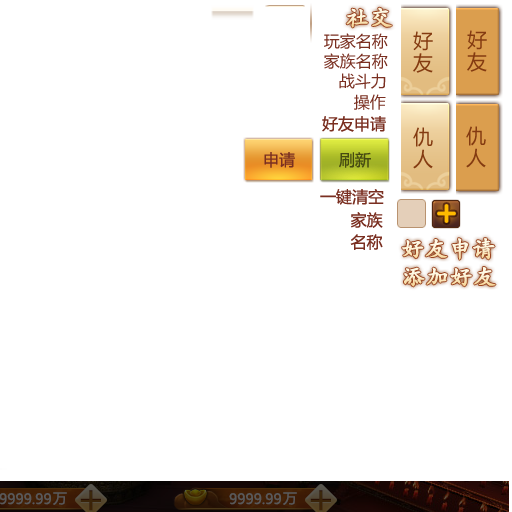 社交
玩家名称
家族名称
战斗力
操作
好友申请
申请
刷新
一键清空
家族
名称
好友
好友
仇人
仇人
好友申请
添加好友
9999.99万
9999.99万